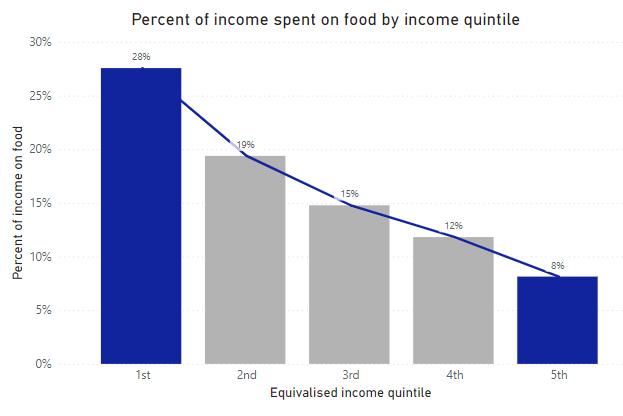 Percent of income spent on food by income quintile
Percent of income on food
30%
25%
20%
15%
10%
5%
0%
28%
19%
15%
12%
8%
1st
2nd
3rd
4th
5th
Equivalised income quintile